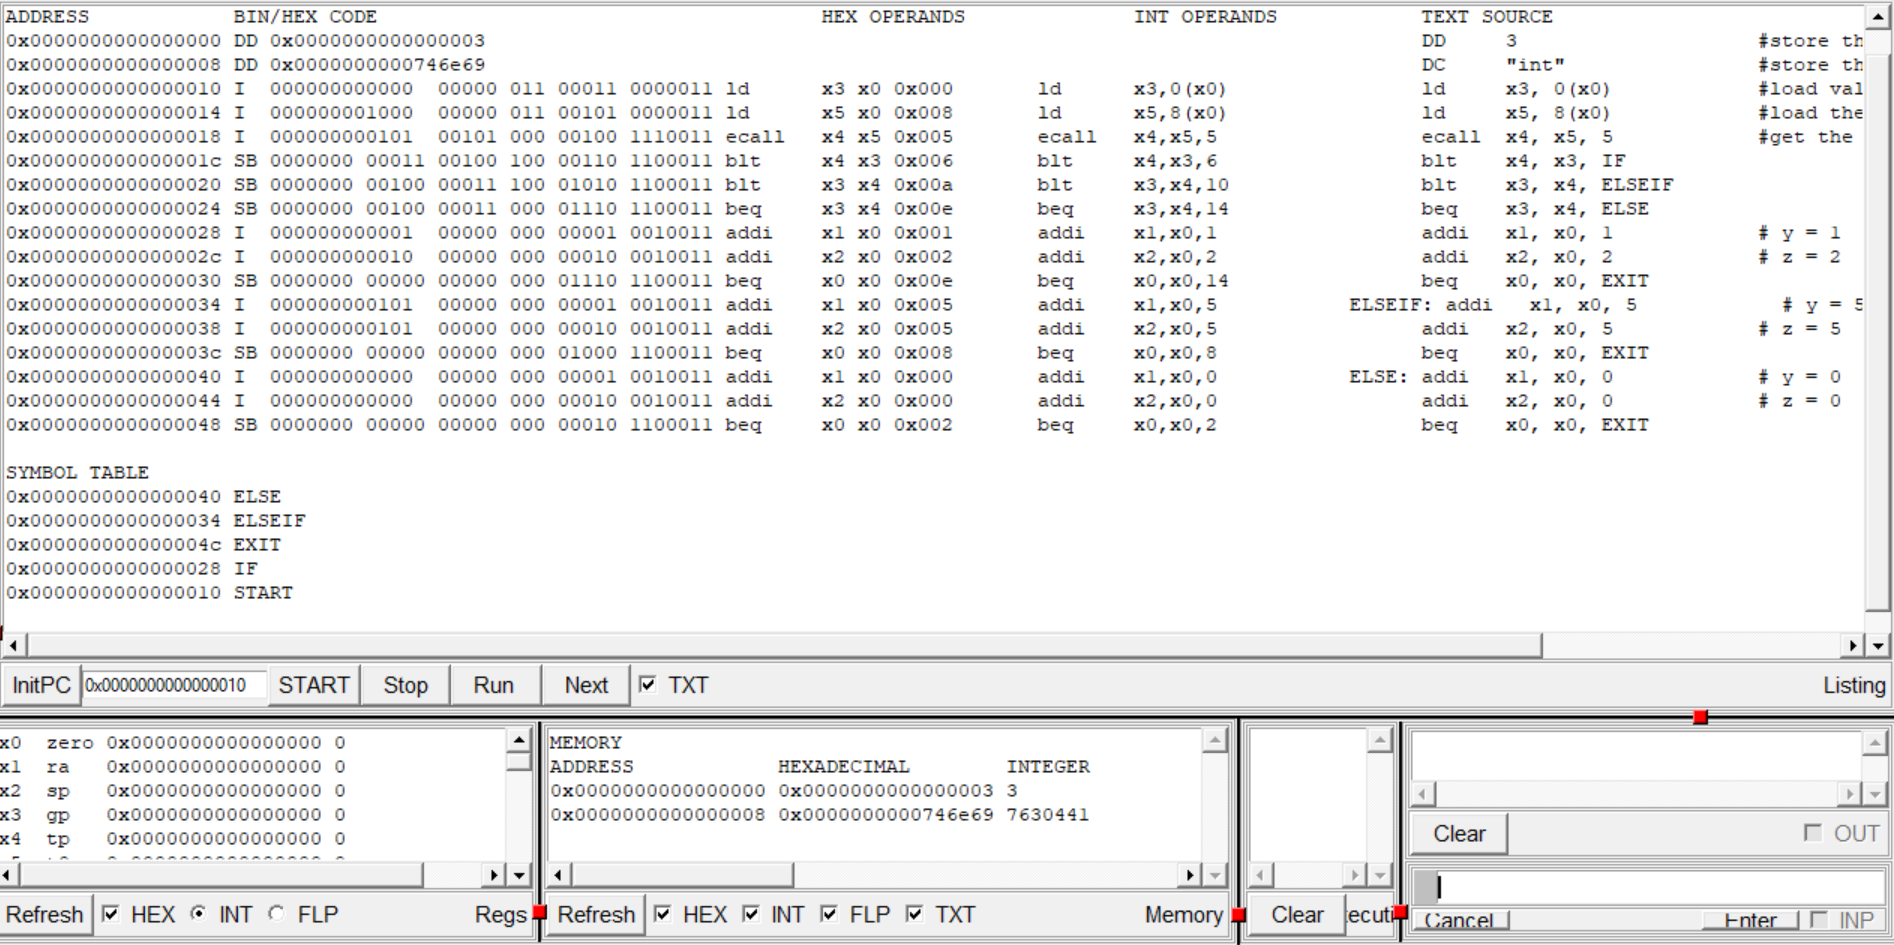 ADDRESS BIN/HEX CODE HEX OPERANDS INT OPERANDS TEXT SOURCE
0x0000000000000000 DD 0x0000000000000003 DD 3 #store th
0x0000000000000008 DD 0x0000000000746e69 DC "int" #store th
0x0000000000000010 I 000000000000 00000 011 00011 0000011 ld x3 x0 0x000 ld x3,0(x0) ld x3, 0(x0) #load val
0x0000000000000014 I 000000001000 00000 011 00101 0000011 ld x5 x0 0x008 ld x5,8(x0) ld x5, 8(x0) #load the
0x0000000000000018 I 000000000101 00101 000 00100 1110011 ecall x4 x5 0x005 ecall x4,x5,5 ecall x4, x5, 5 #get the
0x000000000000001c SB 0000000 00011 00100 100 00110 1100011 blt x4 x3 0x006 blt x4,x3,6 blt x4, x3, IF
0x0000000000000020 SB 0000000 00100 00011 100 01010 1100011 blt x3 x4 0x00a blt x3,x4,10 blt x3, x4, ELSEIF
0x0000000000000024 SB 0000000 00100 00011 000 01110 1100011 beq x3 x4 0x00e beq x3,x4,14 beq x3, x4, ELSE
0x0000000000000028 I 000000000001 00000 000 00001 0010011 addi x1 x0 0x001 addi x1,x0,1 addi x1, x0, 1 # y = 1
0x000000000000002c I 000000000010 00000 000 00010 0010011 addi x2 x0 0x002 addi x2,x0,2 addi x2, x0, 2 # z = 2
0x0000000000000030 SB 0000000 00000 00000 000 01110 1100011 beq x0 x0 0x00e beq x0,x0,14 beq x0, x0, EXIT
0x0000000000000034 I 000000000101 00000 000 00001 0010011 addi x1 x0 0x005 addi x1,x0,5 ELSEIF: addi x1, x0, 5 # y = 5
0x0000000000000038 I 000000000101 00000 000 00010 0010011 addi x2 x0 0x005 addi x2,x0,5 addi x2, x0, 5 # z = 5
0x000000000000003c SB 0000000 00000 00000 000 01000 1100011 beq x0 x0 0x008 beq x0,x0,8 beq x0, x0, EXIT
0x0000000000000040 I 000000000000 00000 000 00001 0010011 addi x1 x0 0x000 addi x1,x0,0 ELSE: addi x1, x0, 0 # y = 0
0x0000000000000044 I 000000000000 00000 000 00010 0010011 addi x2 x0 0x000 addi x2,x0,0 addi x2, x0, 0 # z = 0
0x0000000000000048 SB 0000000 00000 00000 000 00010 1100011 beq x0 x0 0x002 beq x0,x0,2 beq x0, x0, EXIT
SYMBOL TABLE
0x0000000000000040 ELSE
0x0000000000000034 ELSEIF
0x000000000000004c EXIT
0x0000000000000028 IF
0x0000000000000010 START
InitPC 0x0000000000000010 START Stop Run Next TXT Listing
x0 zero 0x0000000000000000 0
x1 ra 0x0000000000000000 0
x2 sp 0x0000000000000000 0
x3 gp 0x0000000000000000 0
x4 tp 0x0000000000000000 0
Refresh HEX INT FLP Regs
MEMORY
ADDRESS HEXADECIMAL INTEGER
0x0000000000000000 0x0000000000000003 3
0x0000000000000008 0x0000000000746e69 7630441
Refresh HEX INT FLP TXT Memory
Clear ecuti
Clear OUT
Cancel Enter INP